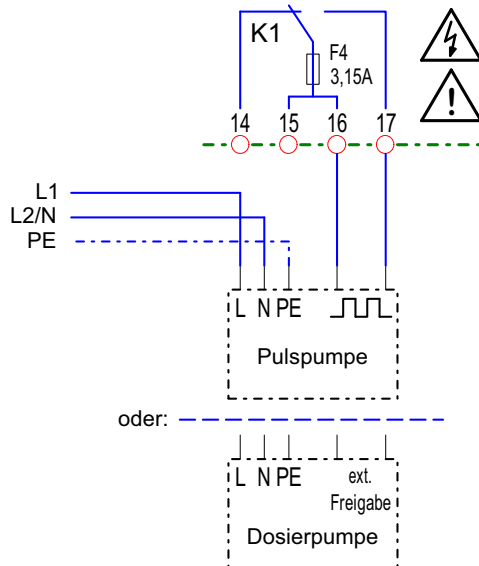 K1
F4
3,15A
14 15 16 17
L1
L2/N
PE
L N PE
Pulspumpe
oder:
L N PE
ext.
Freigabe
Dosierpumpe